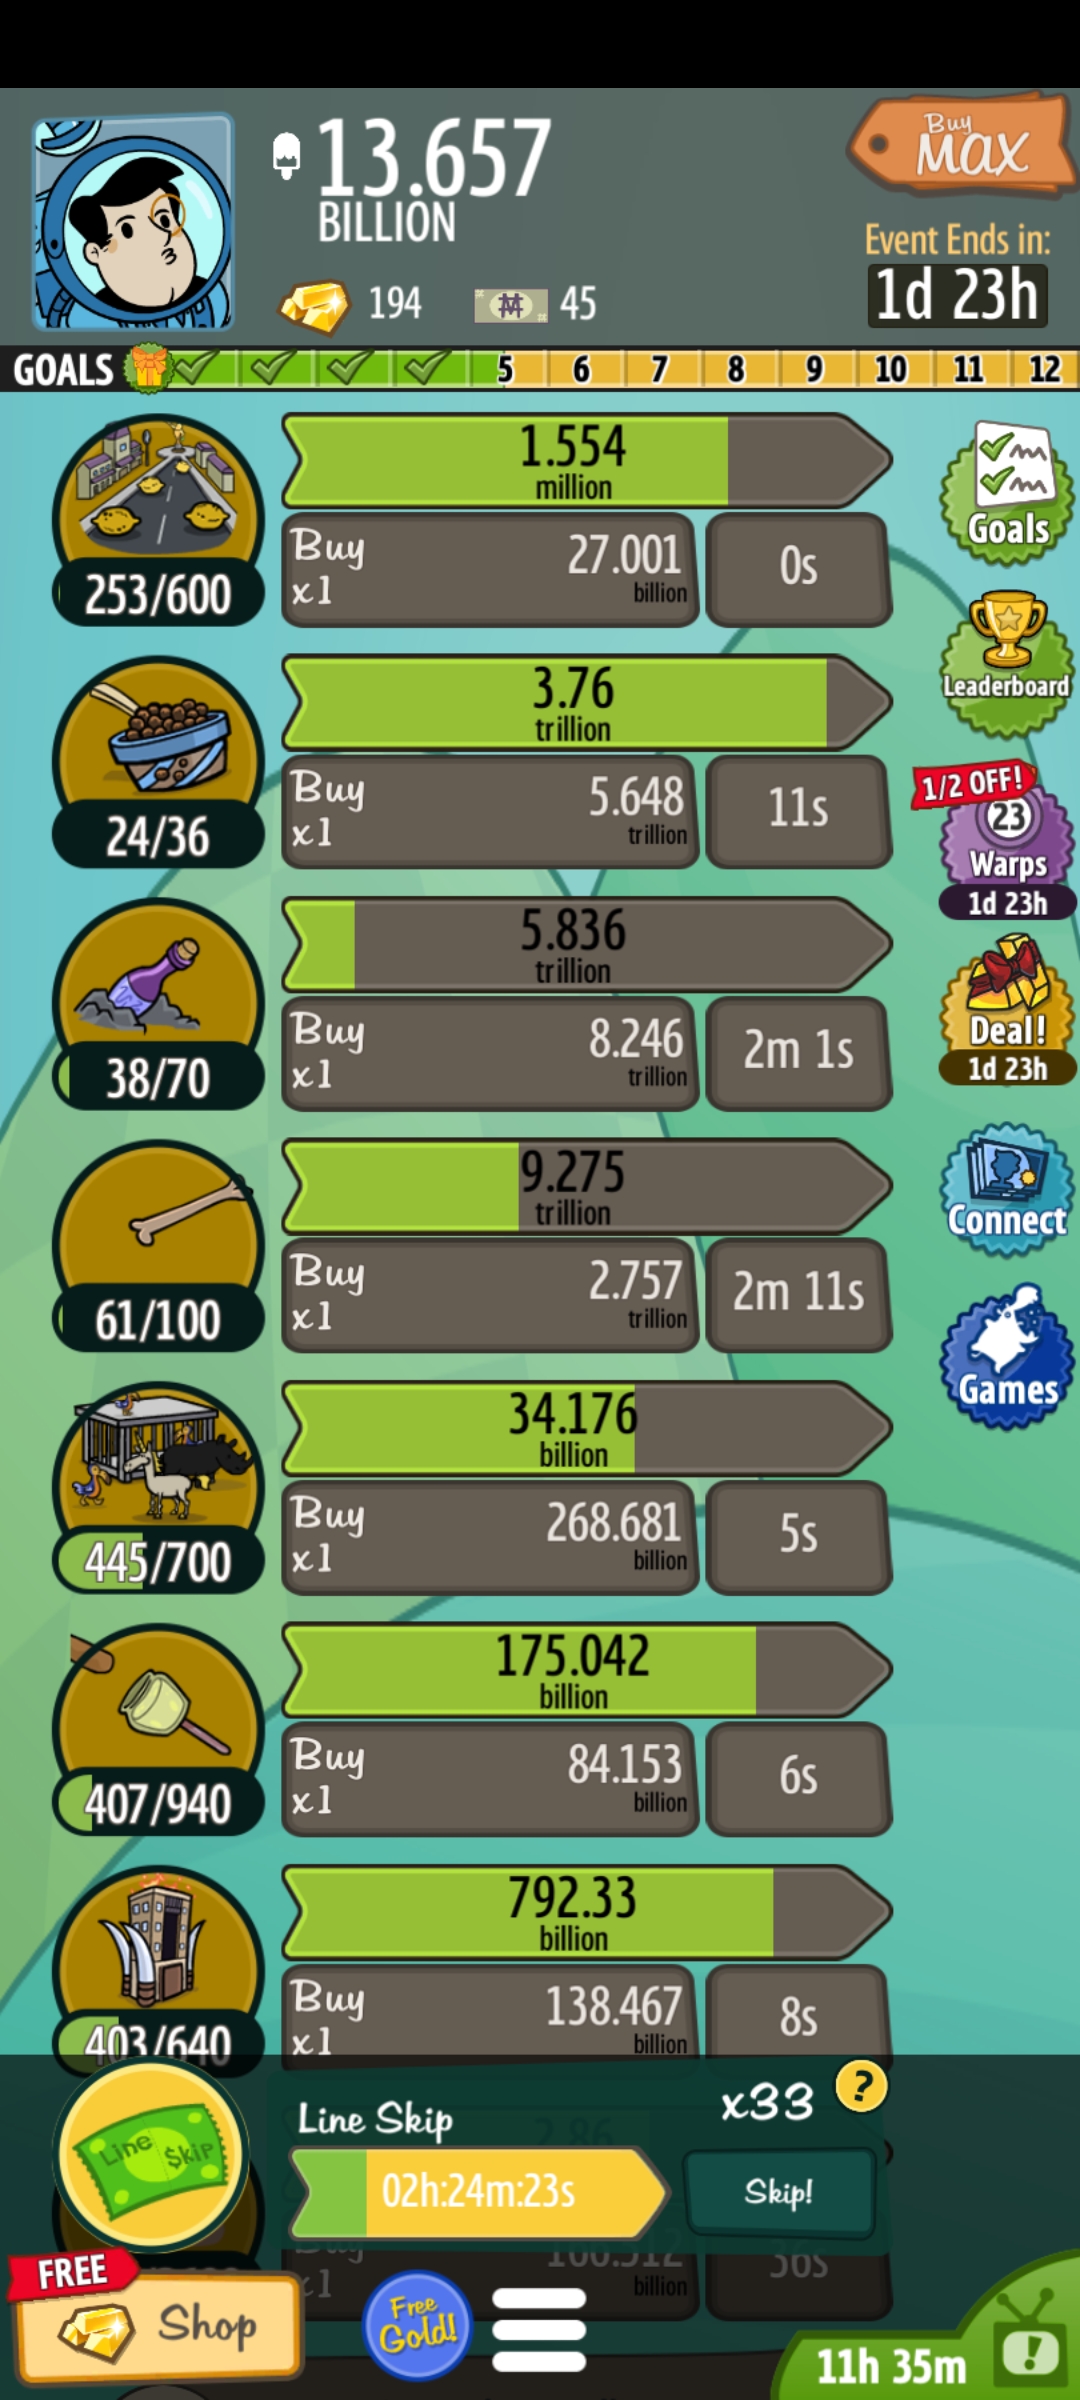 13.657
BILLION
Buy
MAX
Event Ends in:
1d 23h
194
45
GOALS
5
6
7
8
9
10
11
12
1.554
million
Buy
x1
27.001
billion
0s
253/600
Goals
3.76
trillion
Buy
x1
5.648
trillion
11s
24/36
Leaderboard
1/2 OFF!
23
Warps
1d 23h
5.836
trillion
Buy
x1
8.246
trillion
2m 1s
38/70
Deal!
1d 23h
9.275
trillion
Buy
x1
2.757
trillion
2m 11s
61/100
Connect
Games
34.176
billion
Buy
x1
268.681
billion
5s
445/700
175.042
billion
Buy
x1
84.153
billion
6s
407/940
792.33
billion
Buy
x1
138.467
billion
8s
403/640
Line Skip
x33
?
2.86
Line $kip
02h:24m:23s
Skip!
Buy
x1
billion
36s
FREE
Shop
Free
Gold!
11h 35m
!